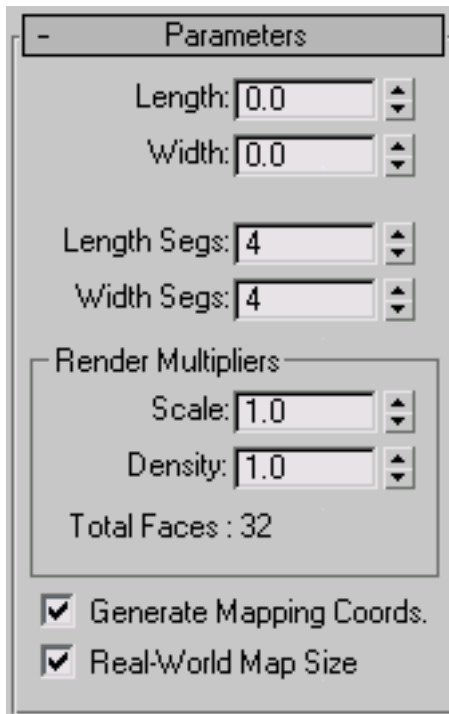 - Parameters
Length: 0.0
Width: 0.0
Length Segs: 4
Width Segs: 4
Render Multipliers
Scale: 1.0
Density: 1.0
Total Faces : 32
Generate Mapping Coords.
Real-World Map Size